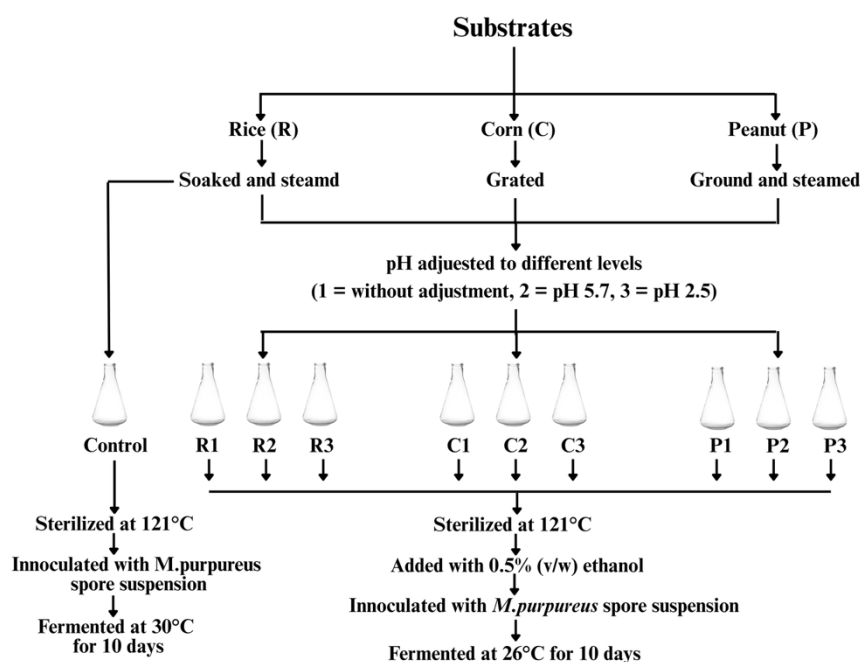 Substrates
Rice (R)
Corn (C)
Peanut (P)
Soaked and steamd
Grated
Ground and steamed
pH adjuested to different levels
(1 = without adjustment, 2 = pH 5.7, 3 = pH 2.5)
Control
R1
R2
R3
C1
C2
C3
P1
P2
P3
Sterilized at 121°C
Innoculated with M.purpureus
spore suspension
Fermented at 30°C
for 10 days
Sterilized at 121°C
Added with 0.5% (v/w) ethanol
Innoculated with M.purpureus spore suspension
Fermented at 26°C for 10 days